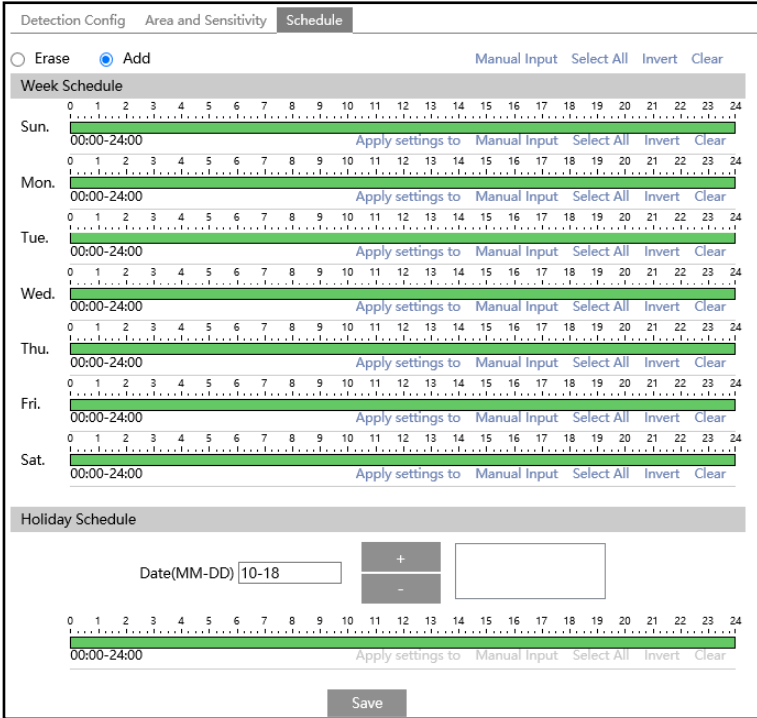 Detection Config Area and Sensitivity Schedule
Erase Add Manual Input Select All Invert Clear
Week Schedule
0 1 2 3 4 5 6 7 8 9 10 11 12 13 14 15 16 17 18 19 20 21 22 23 24
Sun.
00:00-24:00 Apply settings to Manual Input Select All Invert Clear
0 1 2 3 4 5 6 7 8 9 10 11 12 13 14 15 16 17 18 19 20 21 22 23 24
Mon.
00:00-24:00 Apply settings to Manual Input Select All Invert Clear
0 1 2 3 4 5 6 7 8 9 10 11 12 13 14 15 16 17 18 19 20 21 22 23 24
Tue.
00:00-24:00 Apply settings to Manual Input Select All Invert Clear
0 1 2 3 4 5 6 7 8 9 10 11 12 13 14 15 16 17 18 19 20 21 22 23 24
Wed.
00:00-24:00 Apply settings to Manual Input Select All Invert Clear
0 1 2 3 4 5 6 7 8 9 10 11 12 13 14 15 16 17 18 19 20 21 22 23 24
Thu.
00:00-24:00 Apply settings to Manual Input Select All Invert Clear
0 1 2 3 4 5 6 7 8 9 10 11 12 13 14 15 16 17 18 19 20 21 22 23 24
Fri.
00:00-24:00 Apply settings to Manual Input Select All Invert Clear
0 1 2 3 4 5 6 7 8 9 10 11 12 13 14 15 16 17 18 19 20 21 22 23 24
Sat.
00:00-24:00 Apply settings to Manual Input Select All Invert Clear
Holiday Schedule
+
Date(MM-DD) 10-18
-
0 1 2 3 4 5 6 7 8 9 10 11 12 13 14 15 16 17 18 19 20 21 22 23 24
00:00-24:00 Apply settings to Manual Input Select All Invert Clear
Save